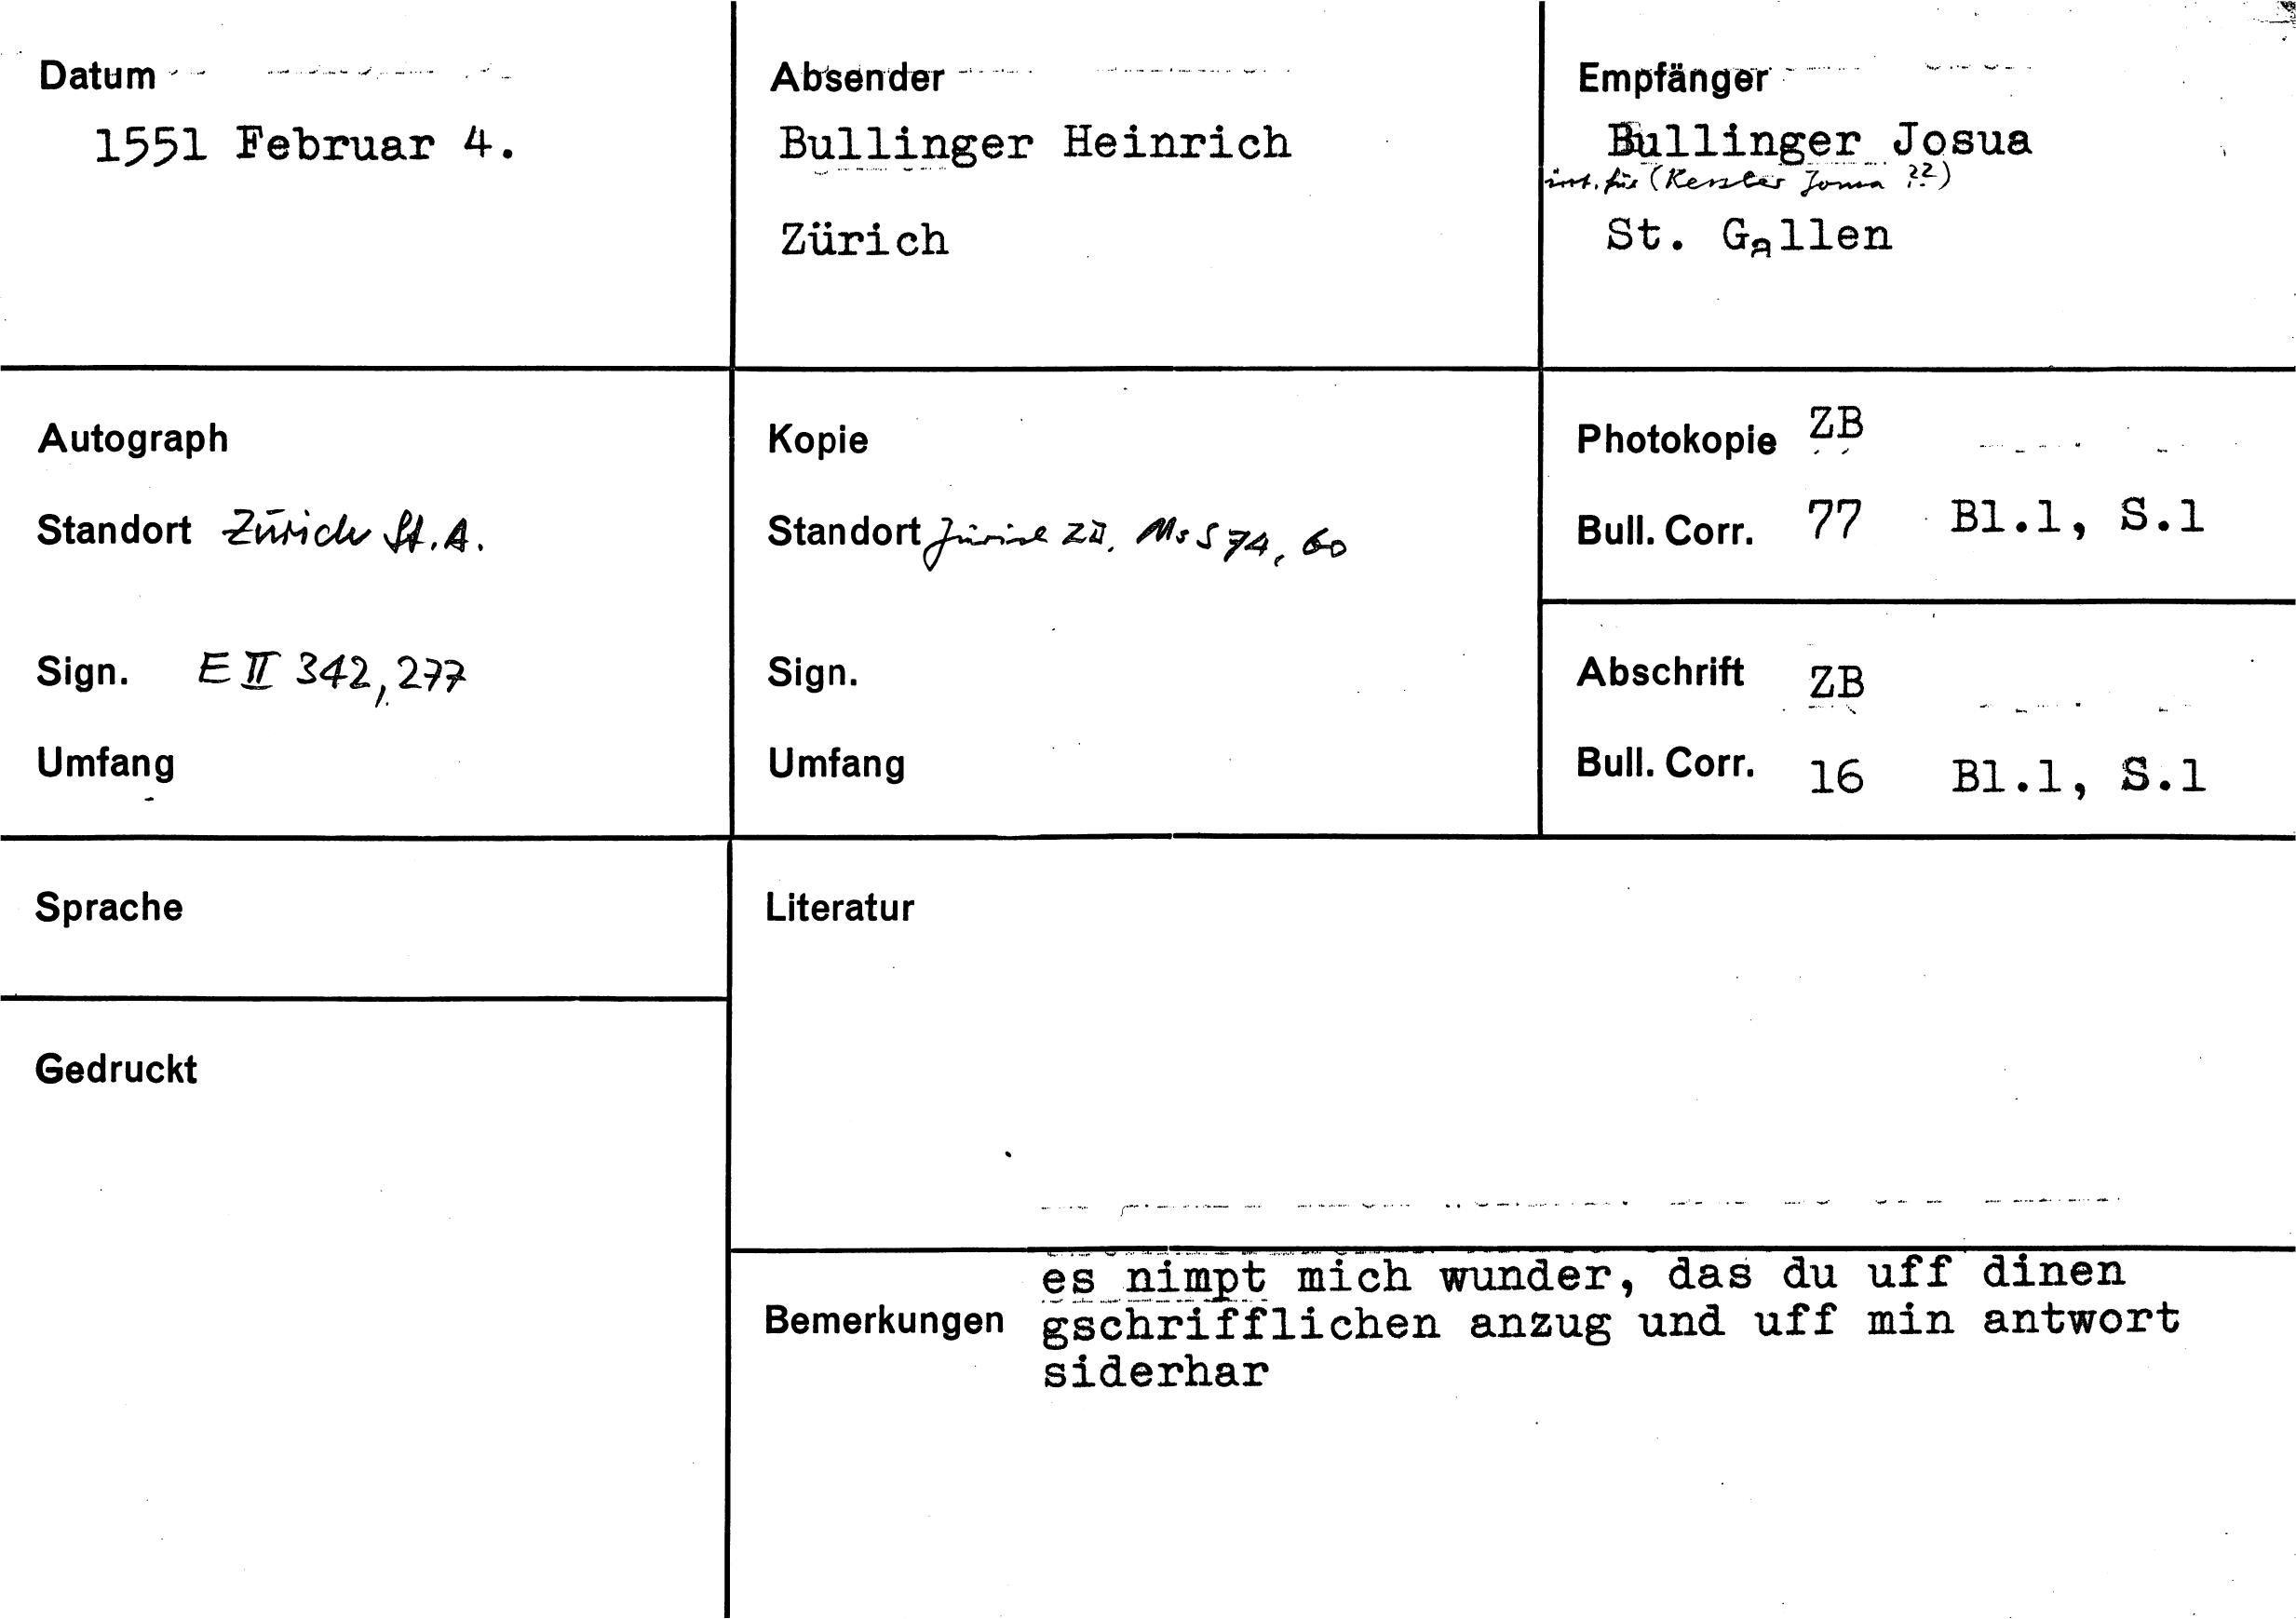 Datum
1551 Februar 4.
Absender
Bullinger Heinrich
Zürich
Empfänger
Bullinger Josua
(Kessler Josua ??)
St. Gallen
Autograph
Standort Zürich St.A.
Sign. E II 342, 277
Umfang
Kopie
Standort Zürich ZB. Ms S 74, 60
Sign.
Umfang
Photokopie ZB
Bull. Corr. 77 Bl.1, S.1
Abschrift ZB
Bull. Corr. 16 Bl.1, S.1
Sprache
Literatur
Gedruckt
Bemerkungen
es nimpt mich wunder, das du uff dinen
gschrifflichen anzug und uff min antwort
siderhar